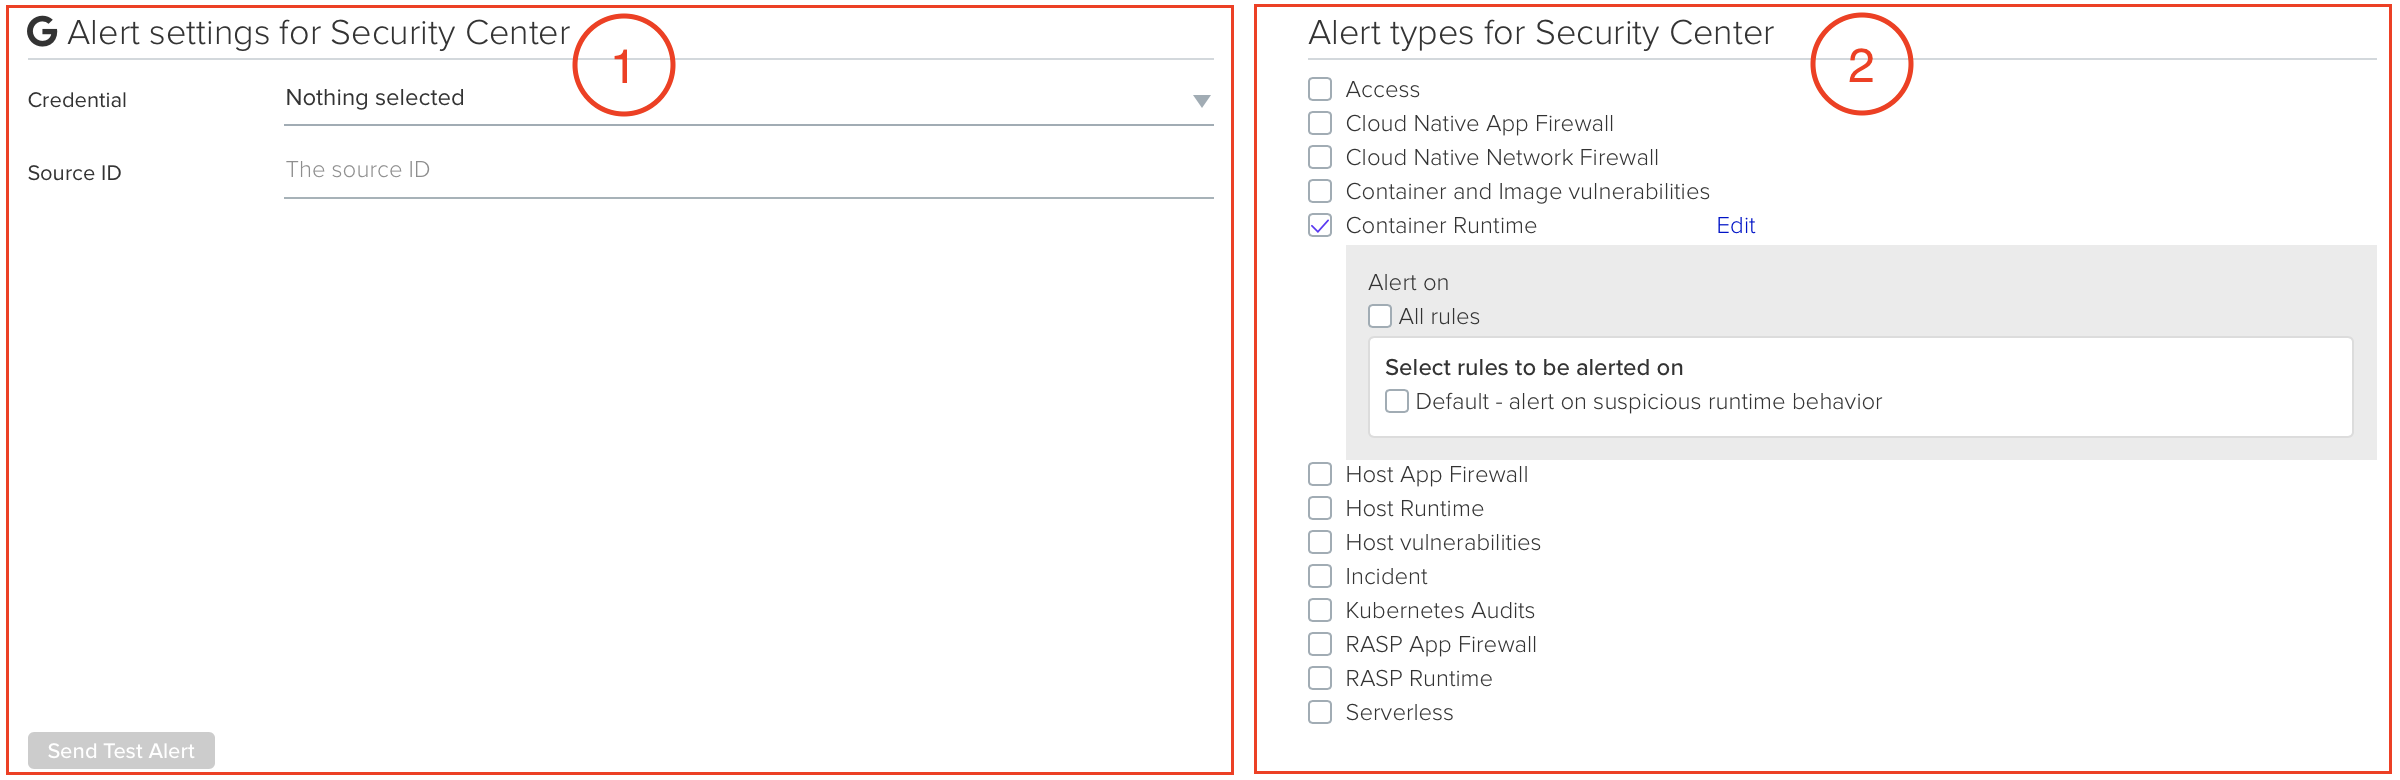 G Alert settings for Security Center
1
Credential
Nothing selected
Source ID
The source ID
Send Test Alert
Alert types for Security Center
2
Access
Cloud Native App Firewall
Cloud Native Network Firewall
Container and Image vulnerabilities
Container Runtime Edit
Alert on
All rules
Select rules to be alerted on
Default - alert on suspicious runtime behavior
Host App Firewall
Host Runtime
Host vulnerabilities
Incident
Kubernetes Audits
RASP App Firewall
RASP Runtime
Serverless